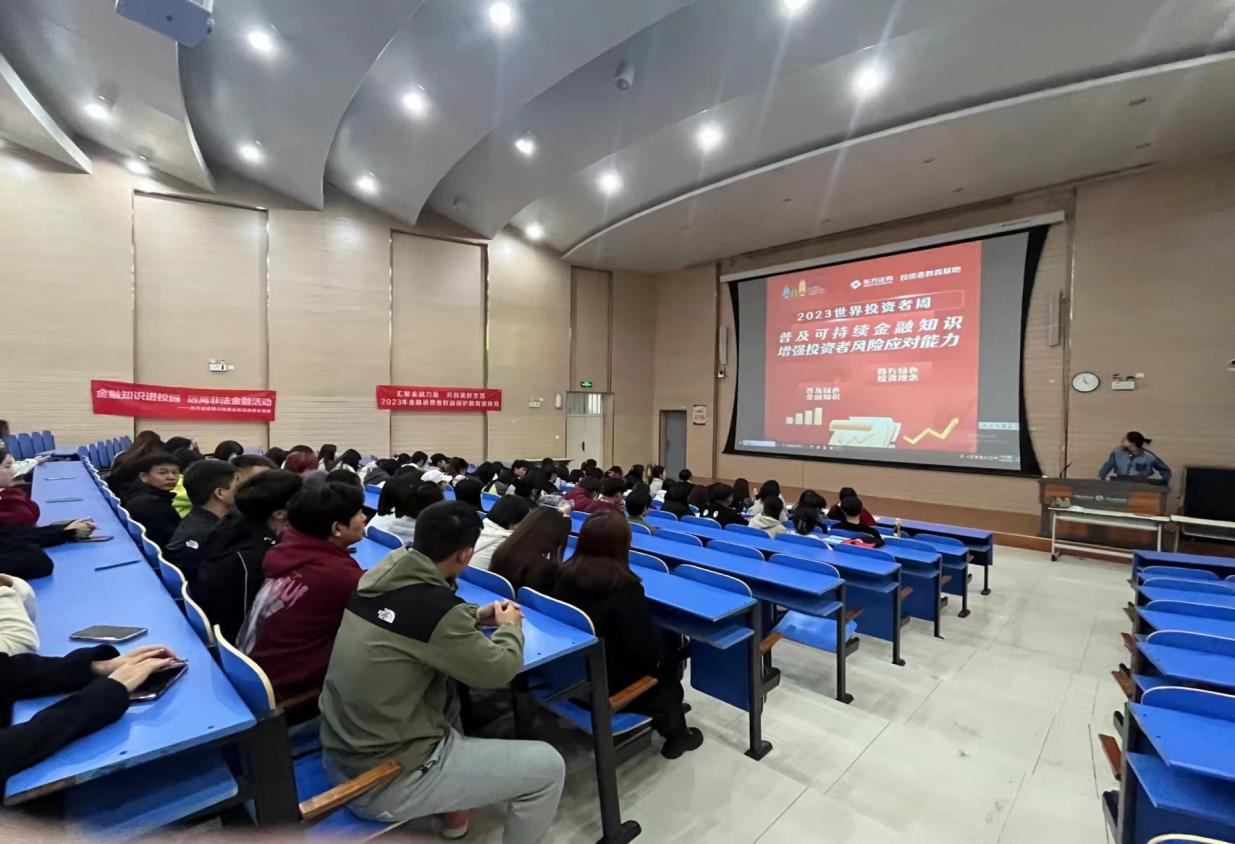 金融知识进校园 远离非法金融活动
汇聚金融力量 共创美好生活
2023年金融消费者权益保护教育宣传月
东方证券 投资者教育基地
2023世界投资者周
普及可持续金融知识
增强投资者风险应对能力
践行绿色
投资理念
普及绿色
金融知识
THE NORTH FACE